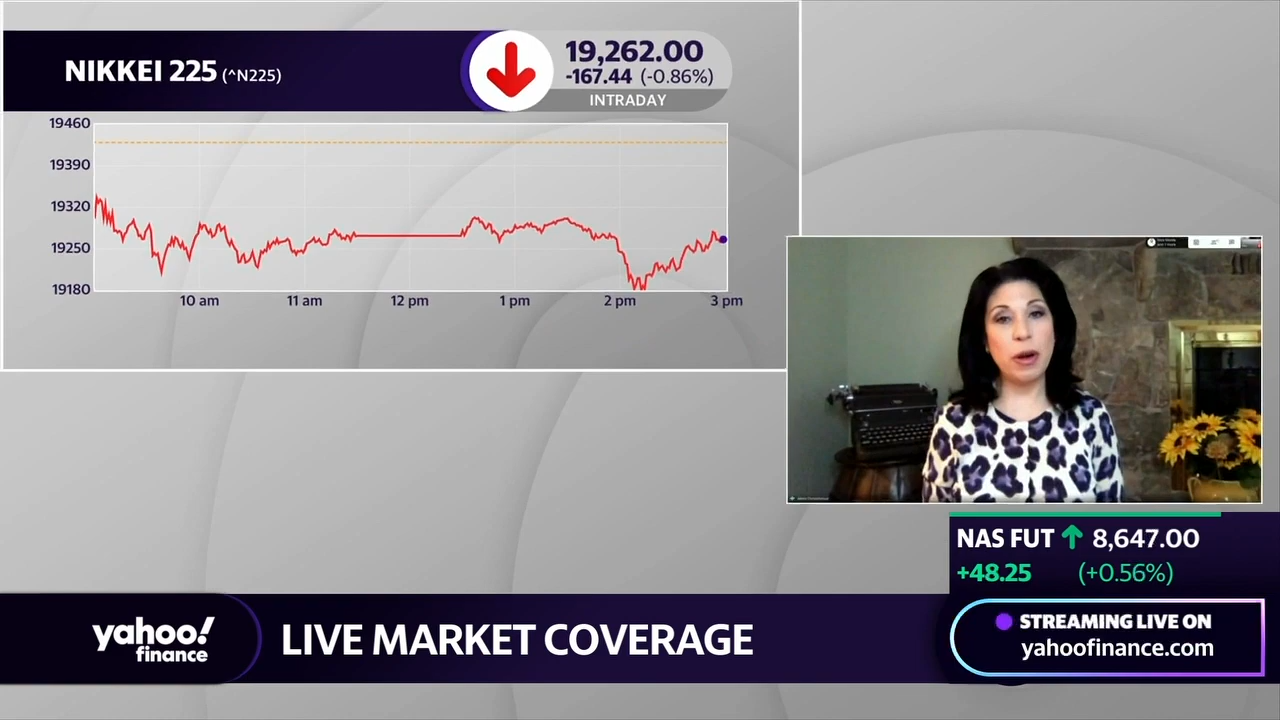 NIKKEI 225 (^N225)
19,262.00
-167.44 (-0.86%)
INTRADAY
19460
19390
19320
19250
19180
10 am 11 am 12 pm 1 pm 2 pm 3 pm
NAS FUT 8,647.00
+48.25 (+0.56%)
yahoo!
finance
LIVE MARKET COVERAGE
STREAMING LIVE ON
yahoofinance.com